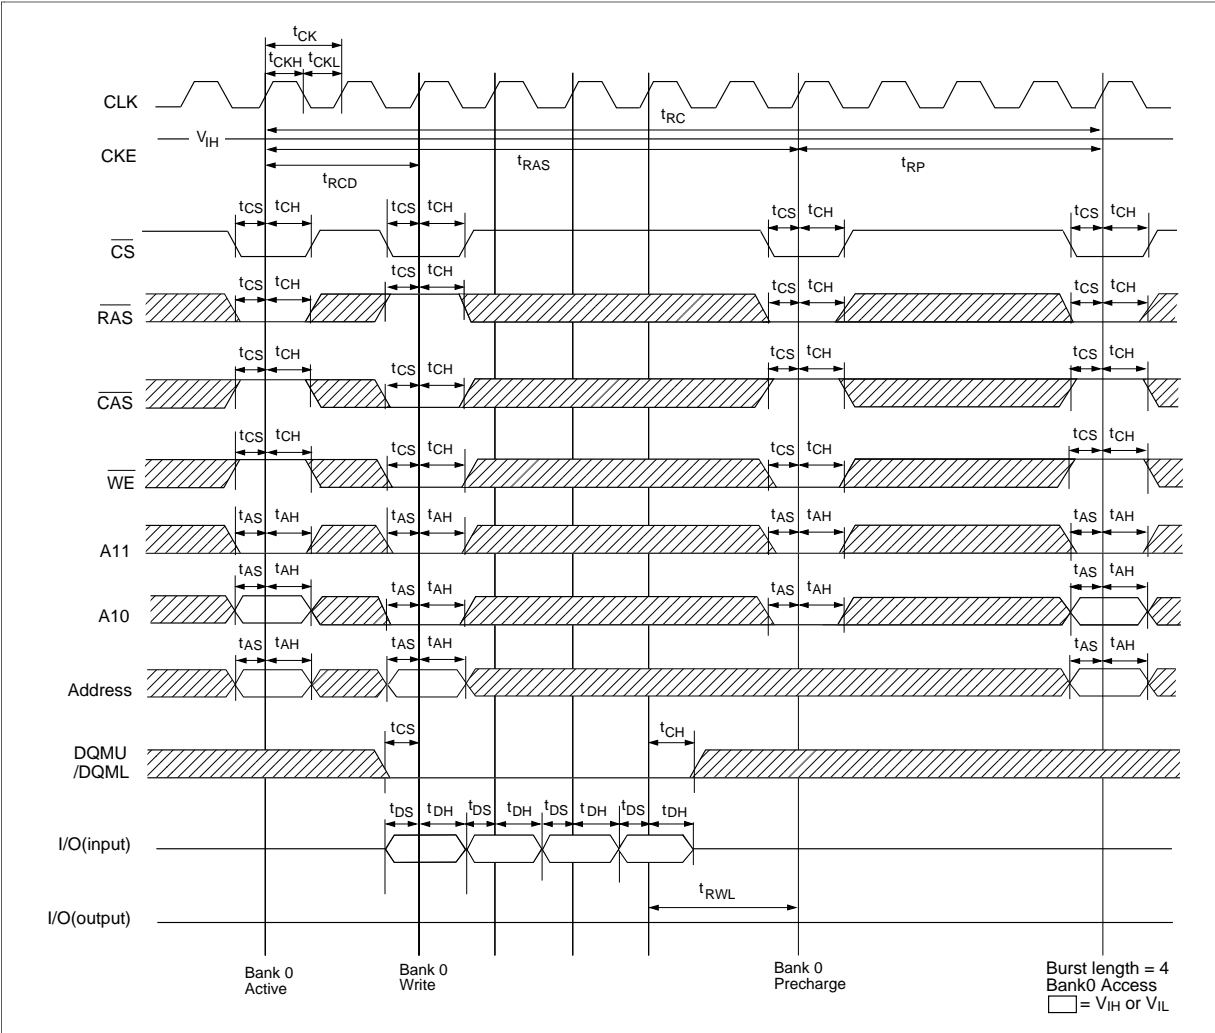 tCK
tCKH tCKL
CLK
tRC
VIH
CKE
tRAS
tRP
tRCD
tCS tCH tCS tCH tCS tCH tCS tCH
CS
tCS tCH tCS tCH tCS tCH tCS tCH
RAS
tCS tCH tCS tCH tCS tCH tCS tCH
CAS
tCS tCH tCS tCH tCS tCH tCS tCH
WE
tAS tAH tAS tAH tAS tAH tAS tAH
A11
tAS tAH tAS tAH tAS tAH tAS tAH
A10
tAS tAH tAS tAH tAS tAH
Address
tCS tCH
DQMU
/DQML
tDS tDH tDS tDH tDS tDH tDS tDH
I/O(input)
tRWL
I/O(output)
Bank 0
Active
Bank 0
Write
Bank 0
Precharge
Burst length = 4
Bank0 Access
= VIH or VIL